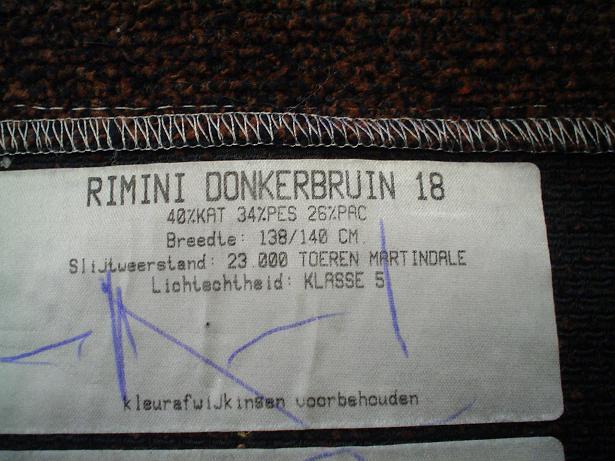 RIMINI DONKERBRUIN 18
40%KAT 34%PES 26%PAC
Breedte: 138/140 CM.
Slijtweerstand: 23.000 TOEREN MARTINDALE
Lichtechtheid: KLASSE 5
kleurafwijkingen voorbehouden